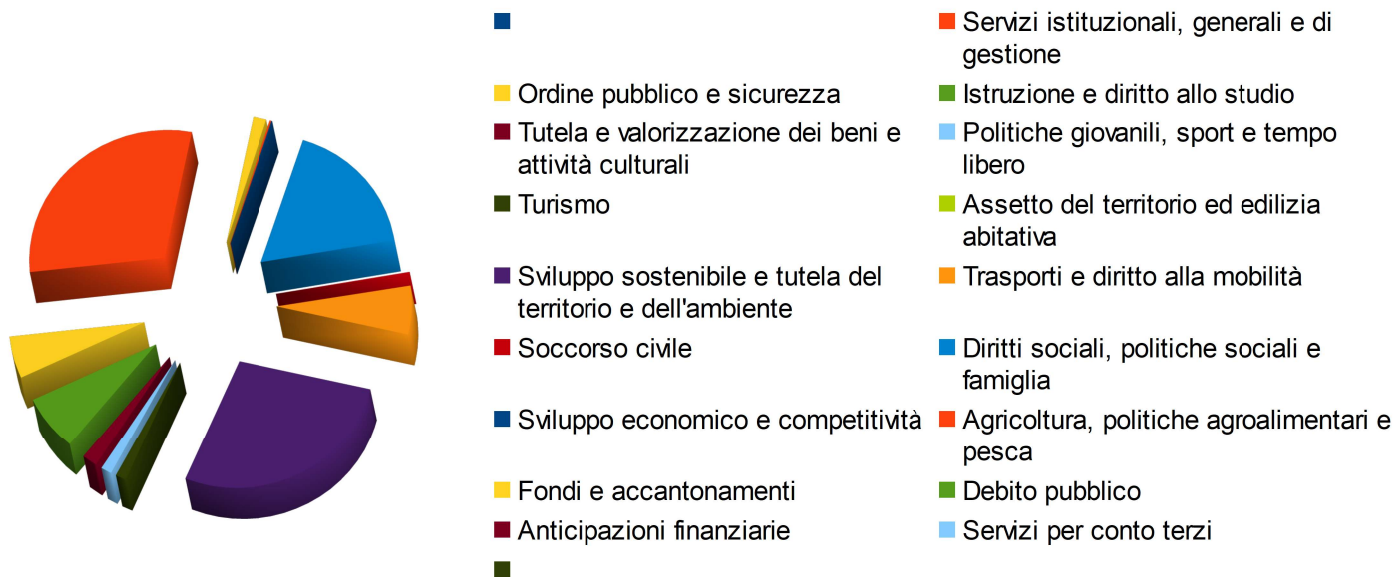 Servizi istituzionali, generali e di
gestione
Ordine pubblico e sicurezza
Istruzione e diritto allo studio
Tutela e valorizzazione dei beni e
attività culturali
Politiche giovanili, sport e tempo
libero
Turismo
Assetto del territorio ed edilizia
abitativa
Sviluppo sostenibile e tutela del
territorio e dell'ambiente
Trasporti e diritto alla mobilità
Soccorso civile
Diritti sociali, politiche sociali e
famiglia
Sviluppo economico e competitività
Agricoltura, politiche agroalimentari e
pesca
Fondi e accantonamenti
Debito pubblico
Anticipazioni finanziarie
Servizi per conto terzi